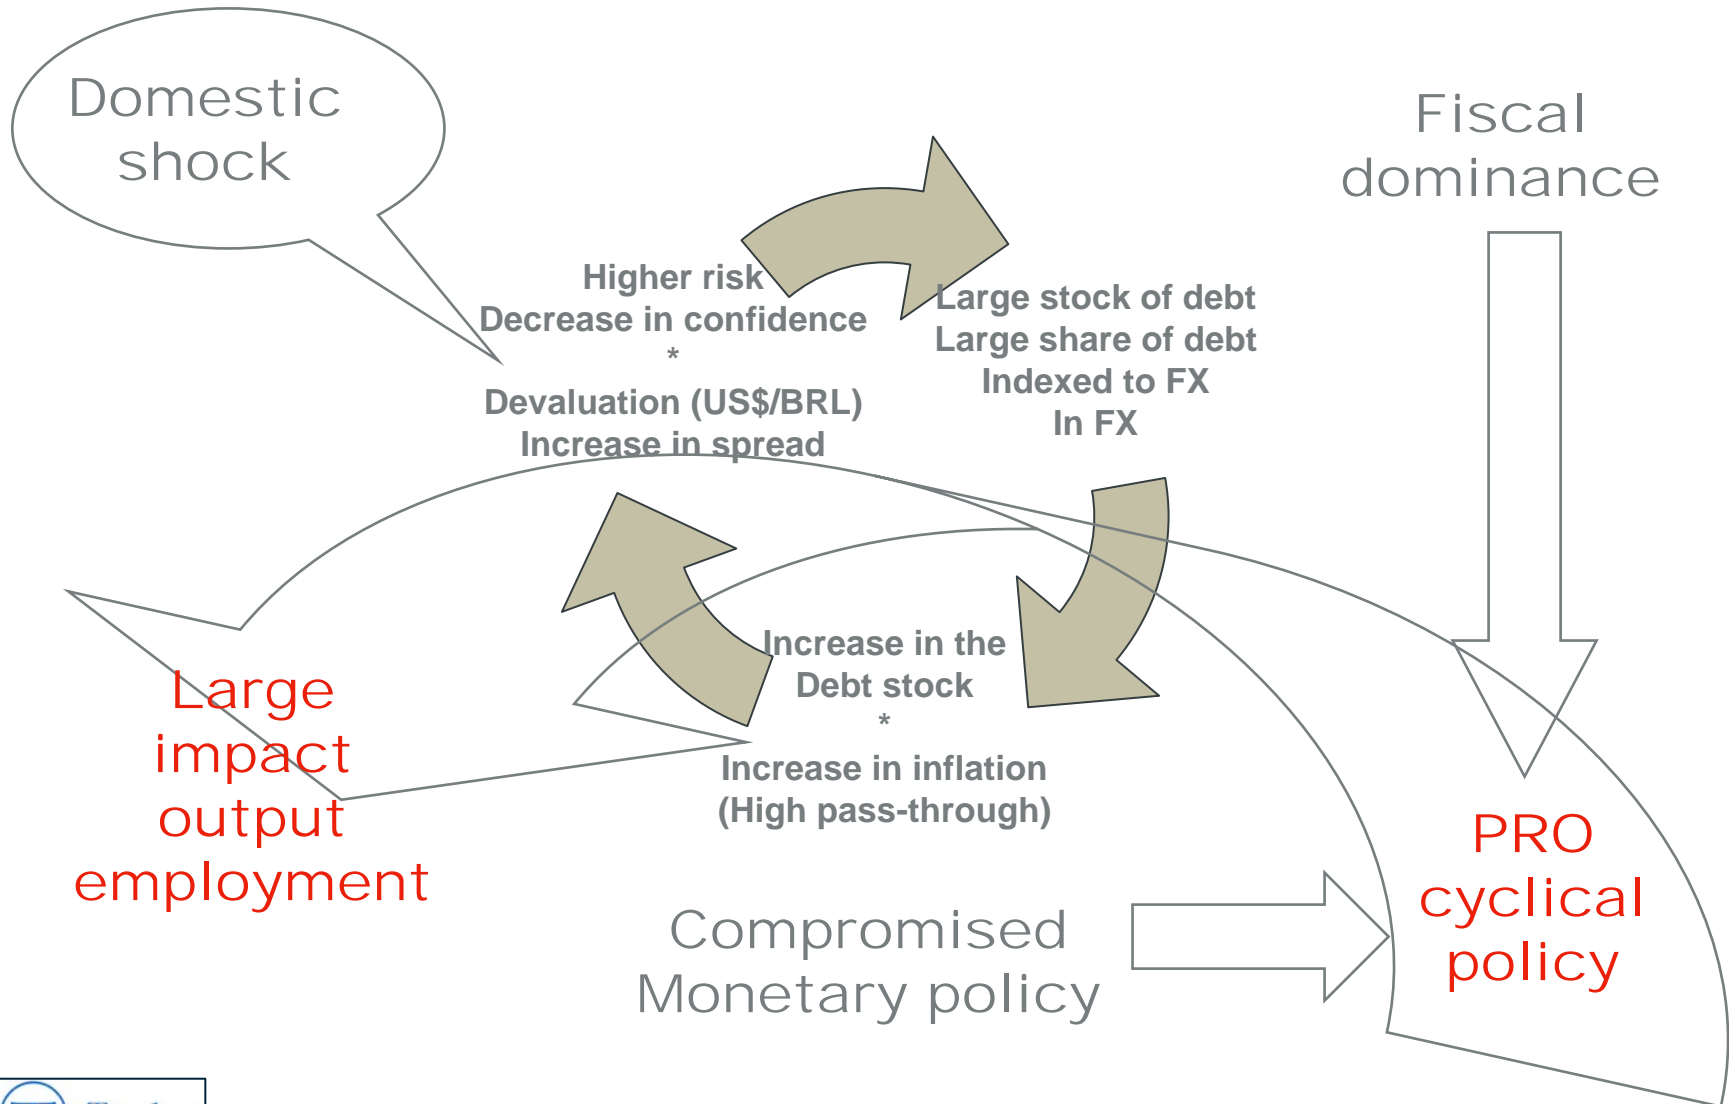 Domestic
shock
Fiscal
dominance
Higher risk
Decrease in confidence
*
Devaluation (US$/BRL)
Increase in spread
Large stock of debt
Large share of debt
Indexed to FX
In FX
Increase in the
Debt stock
*
Increase in inflation
(High pass-through)
Large
impact
output
employment
Compromised
Monetary policy
PRO
cyclical
policy